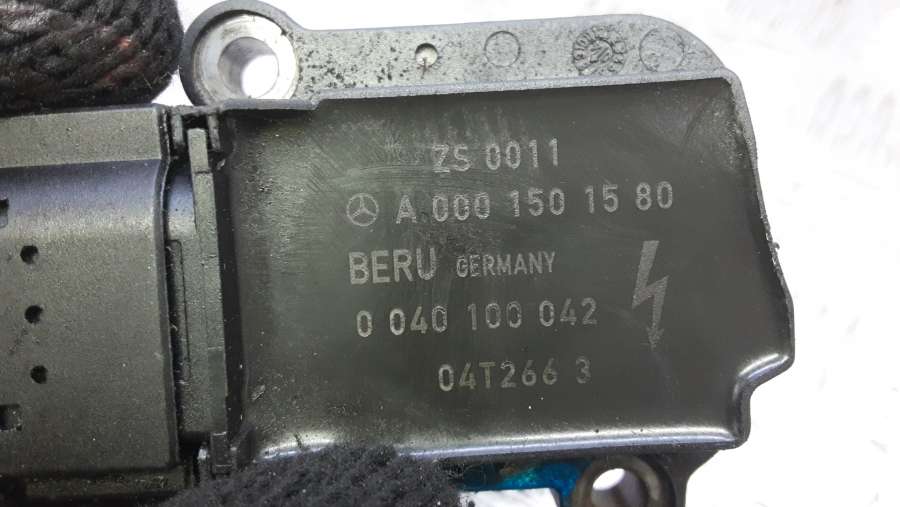 ZS 0011
A 000 150 15 80
BERU GERMANY
0 040 100 042
04T266 3